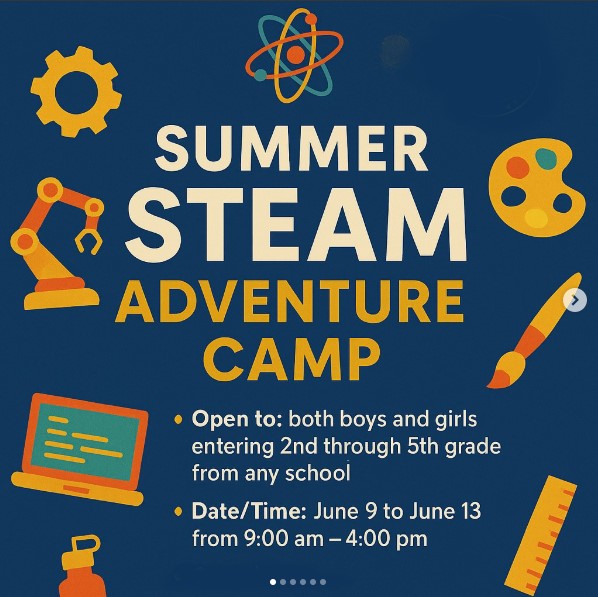 SUMMER
STEAM
ADVENTURE
CAMP
• Open to: both boys and girls
entering 2nd through 5th grade
from any school
• Date/Time: June 9 to June 13
from 9:00 am – 4:00 pm